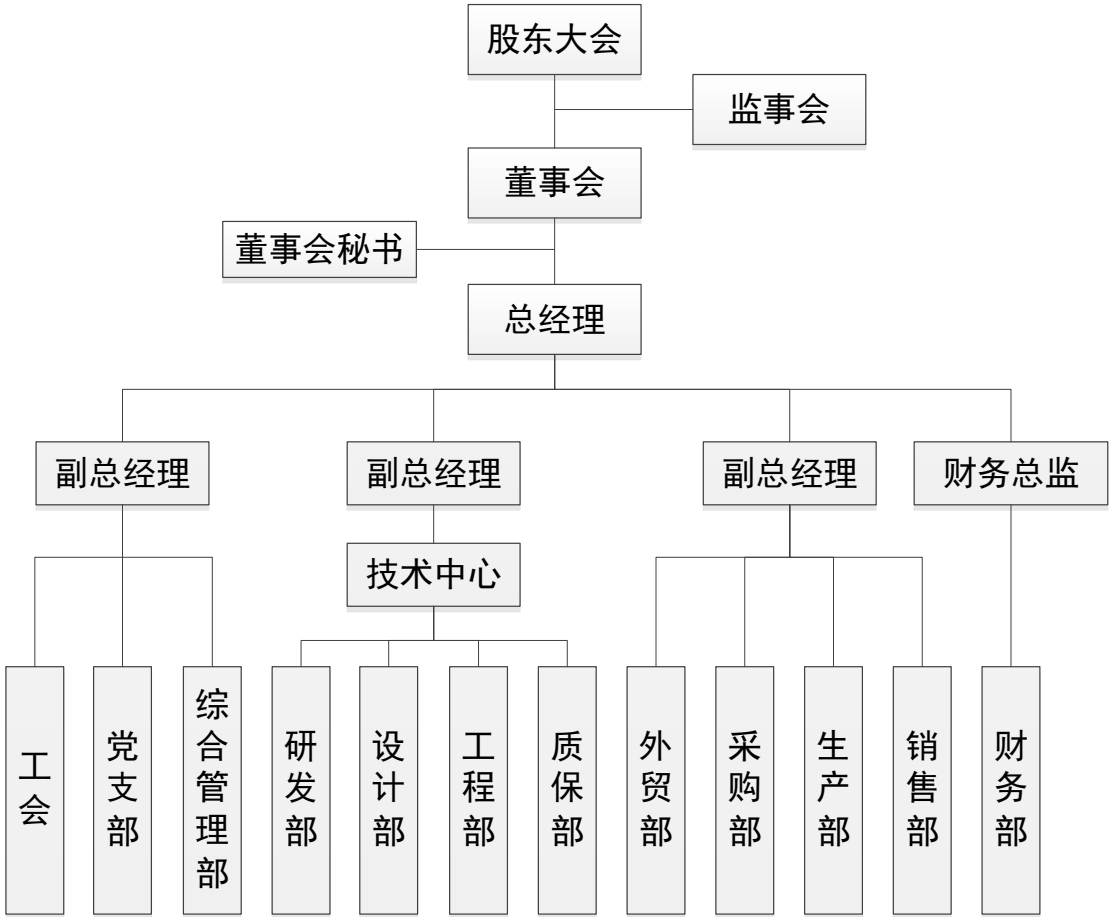 股东大会
监事会
董事会
董事会秘书
总经理
副总经理
副总经理
副总经理
财务总监
技术中心
工会
党支部
综合管理部
研发部
设计部
工程部
质保部
外贸部
采购部
生产部
销售部
财务部